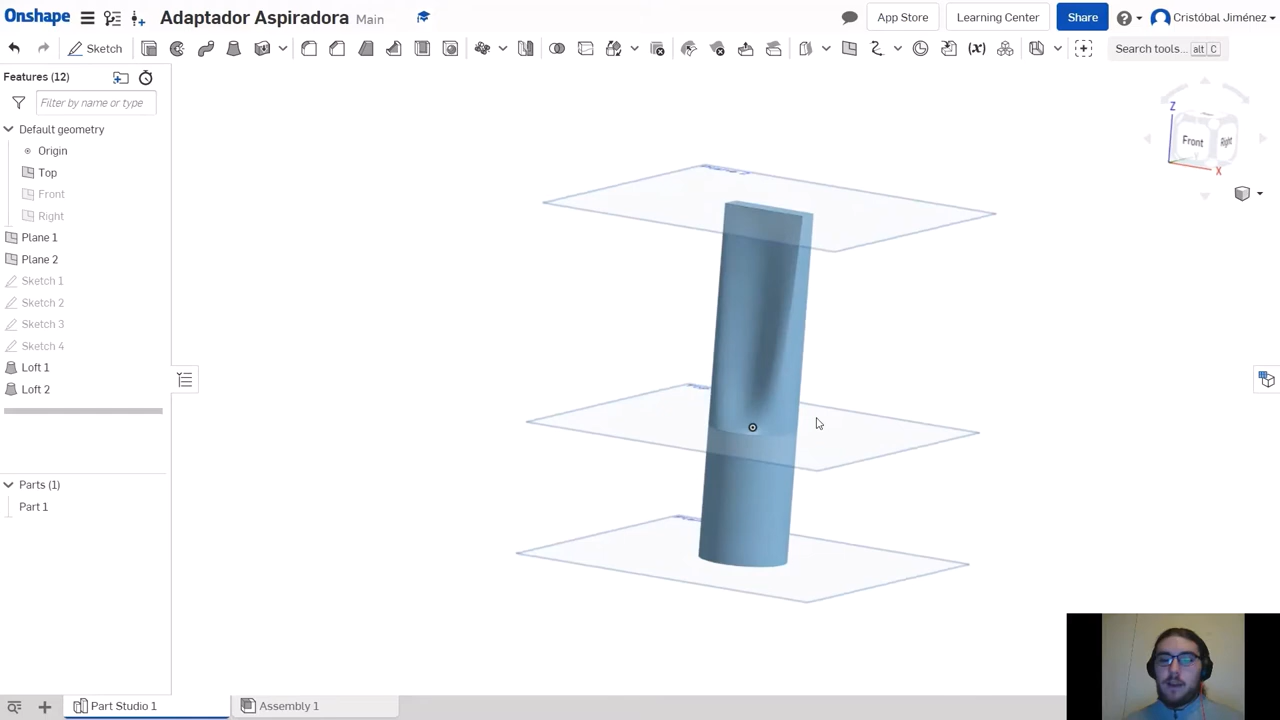 Onshape
Adaptador Aspiradora Main
App Store
Learning Center
Share
Cristóbal Jiménez
Sketch
Search tools... alt C
Features (12)
Filter by name or type
Default geometry
Origin
Top
Front
Right
Plane 1
Plane 2
Sketch 1
Sketch 2
Sketch 3
Sketch 4
Loft 1
Loft 2
Parts (1)
Part 1
Z
Front
Right
X
Part Studio 1
Assembly 1